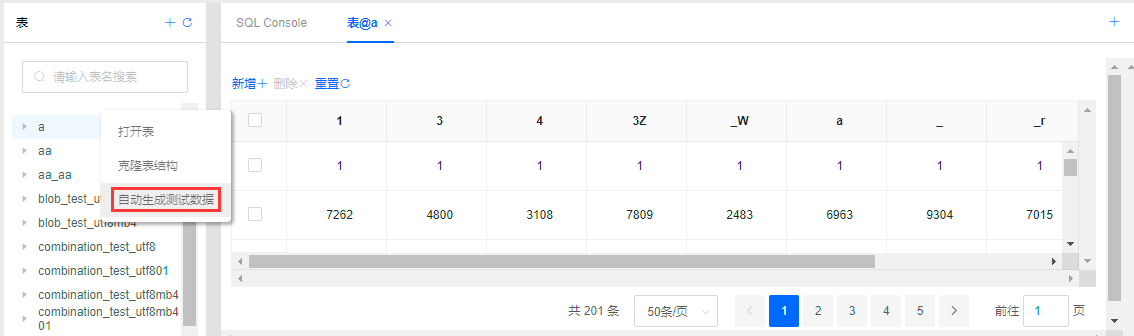 表
SQL Console
表@a
请输入表名搜索
新增 删除 重置
1 3 4 3Z _W a _ _r
a
打开表
aa
克隆表结构
1 1 1 1 1 1 1 1
aa_aa
blob_test_utf
自动生成测试数据
7262 4800 3108 7809 2483 6963 9304 7015
blob_test_utf8mb4
combination_test_utf8
combination_test_utf801
combination_test_utf8mb4
combination_test_utf8mb4
01
共 201 条 50条/页 1 2 3 4 5 前往 1 页